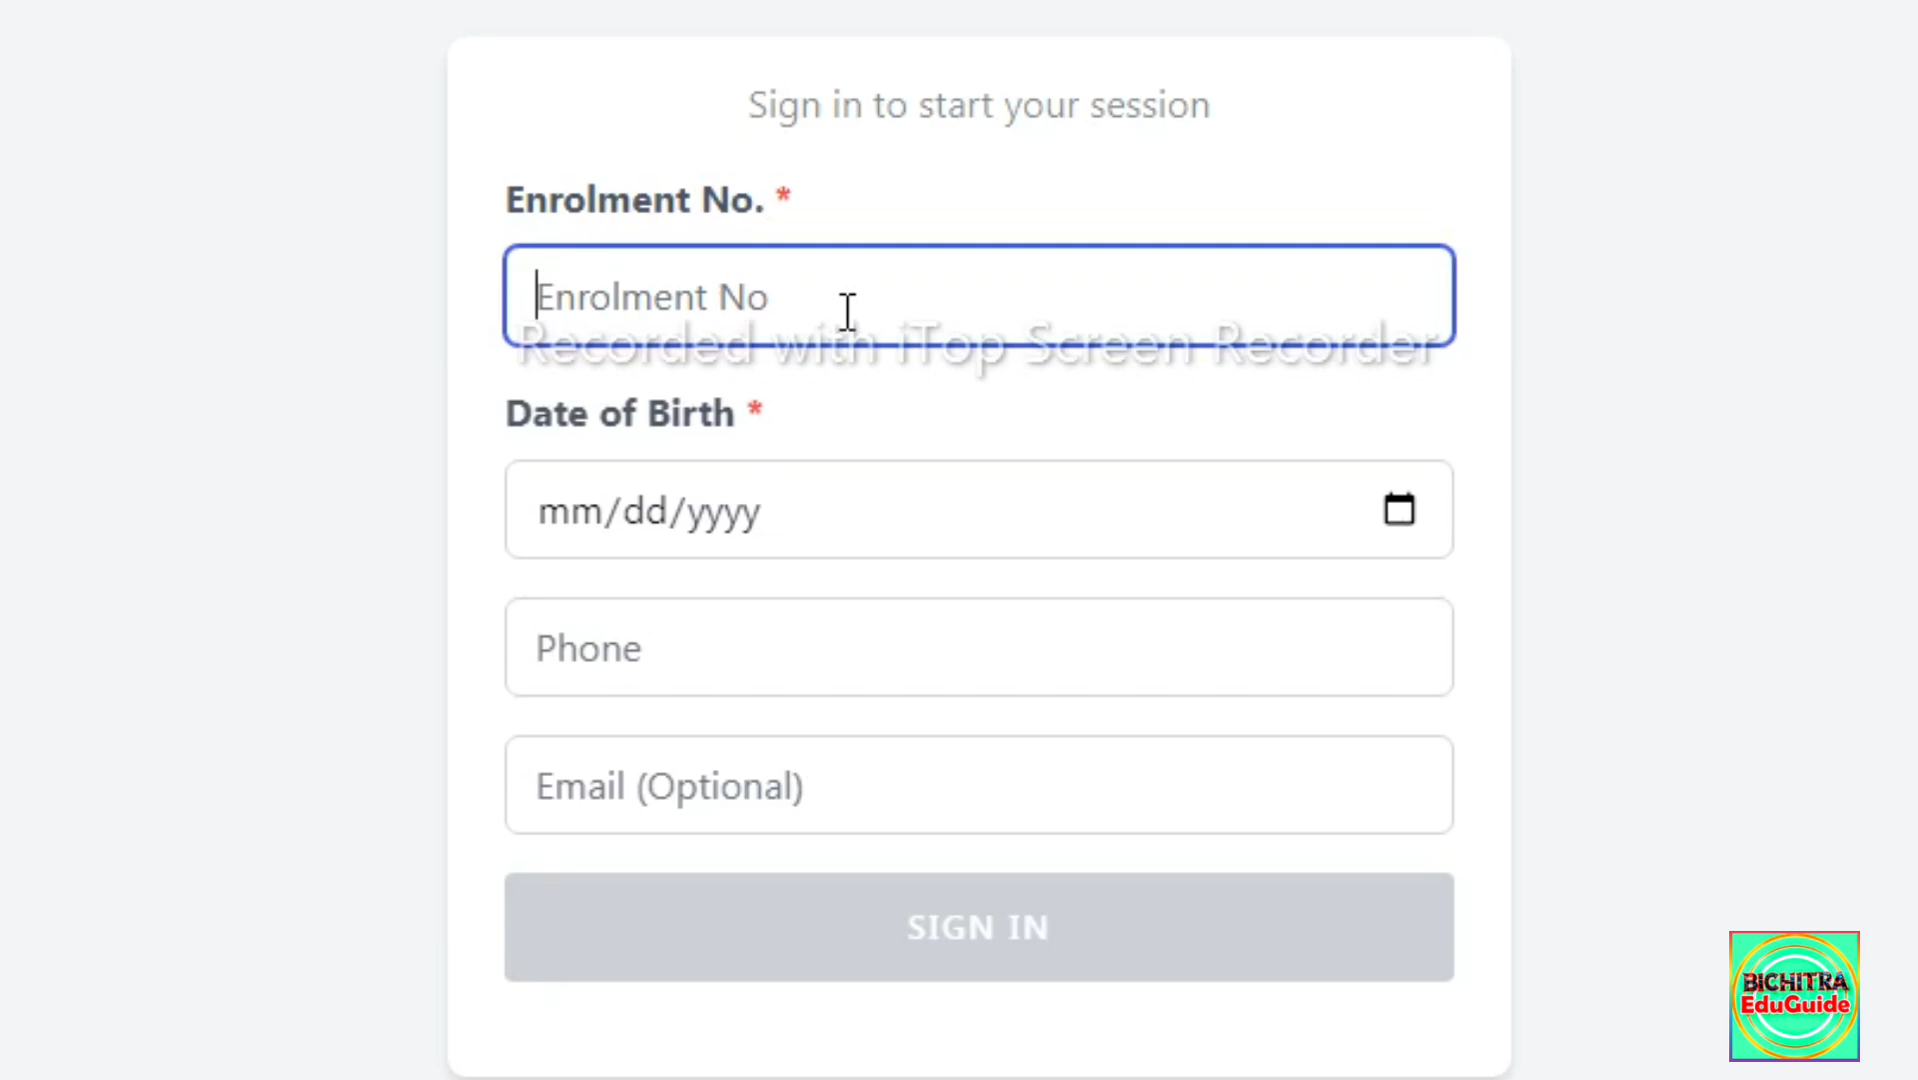 Sign in to start your session
Enrolment No. *
Enrolment No
Recorded with iTop Screen Recorder
Date of Birth *
mm/dd/yyyy
Phone
Email (Optional)
SIGN IN
BICHITRA
EduGuide